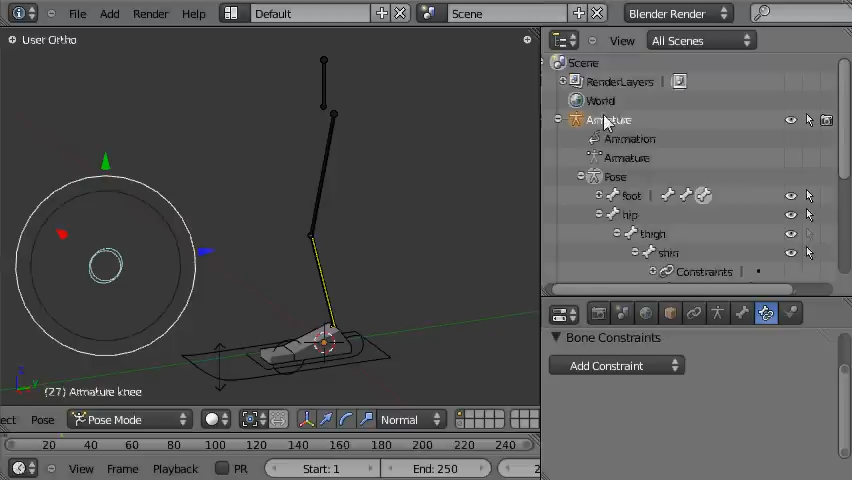 File Add Render Help Default Scene Blender Render
User Ortho
View All Scenes
Scene
RenderLayers
World
Armature
Animation
Armature
Pose
foot
hip
thigh
shin
Constraints
Bone Constraints
Add Constraint
(27) Armature knee
ect Pose Pose Mode Normal
20 40 60 80 100 120 140 160 180 200 220 240
View Frame Playback PR Start: 1 End: 250 2